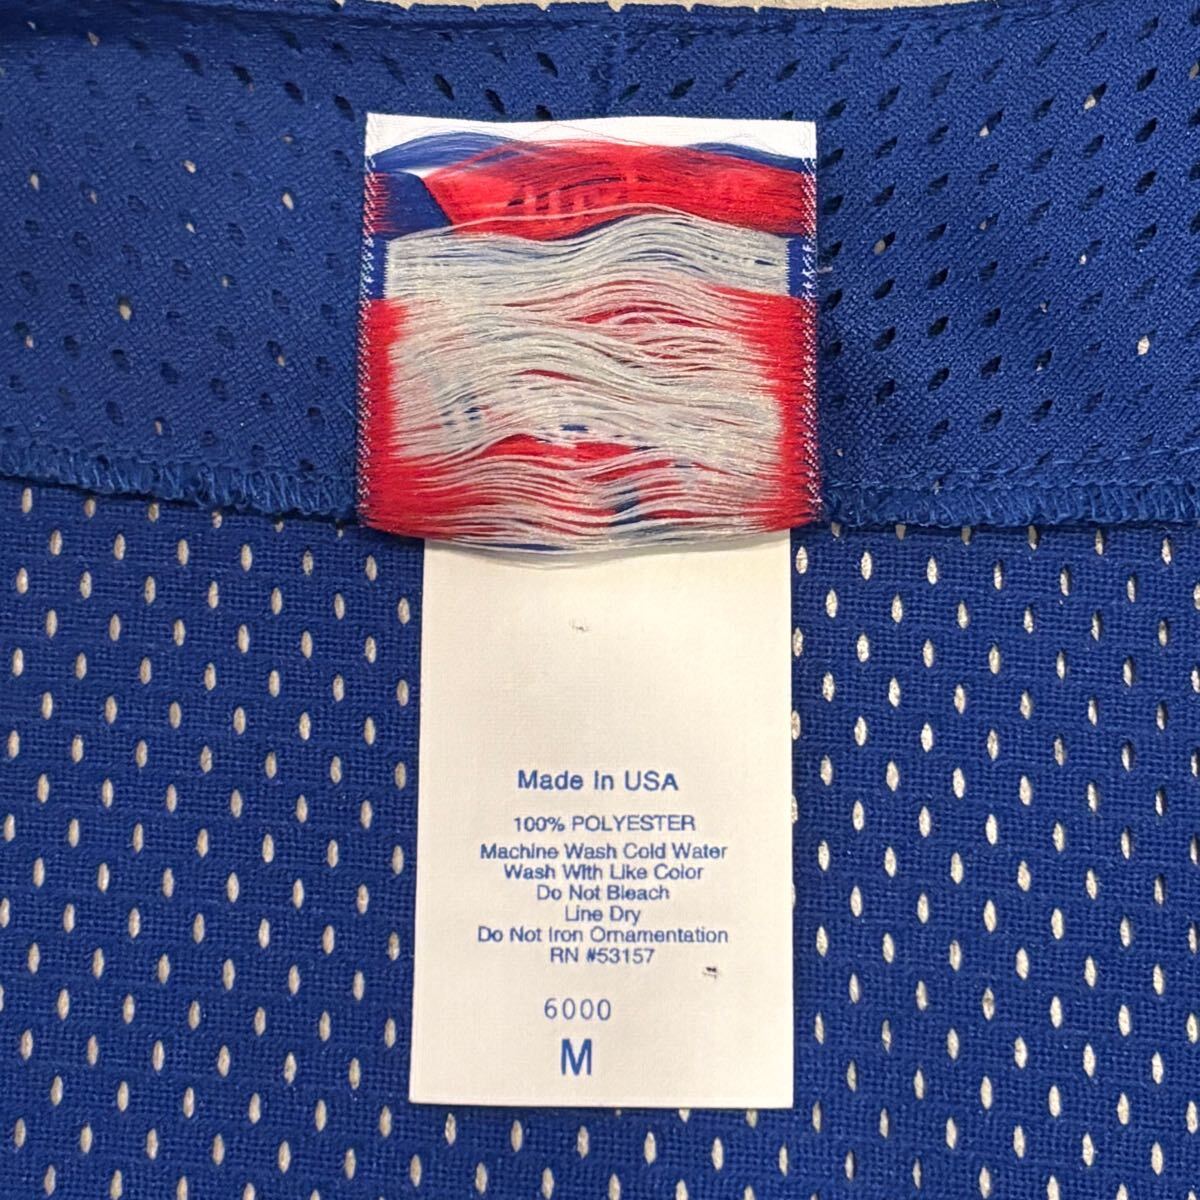 Made In USA
100% POLYESTER
Machine Wash Cold Water
Wash With Like Color
Do Not Bleach
Line Dry
Do Not Iron Ornamentation
RN #53157
6000
M